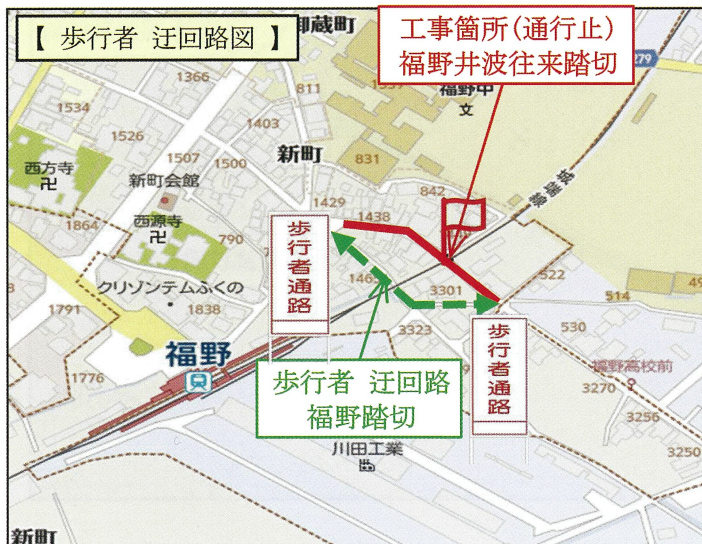 【 歩行者 迂回路図 】
御蔵町
工事箇所(通行止)
福野井波往来踏切
279
1366
811
1534
1403
1526
福野中
文
新町
831
1507
1500
西方寺
新町会館
842
1429
城端線
1438
西源寺
1864
790
歩行者通路
1465
522
クリゾンテムふくの
3301
514
1791
1838
3323
530
歩行者通路
福野
福野高校前
1776
3270
歩行者 迂回路
福野踏切
3256
川田工業
3250
新町